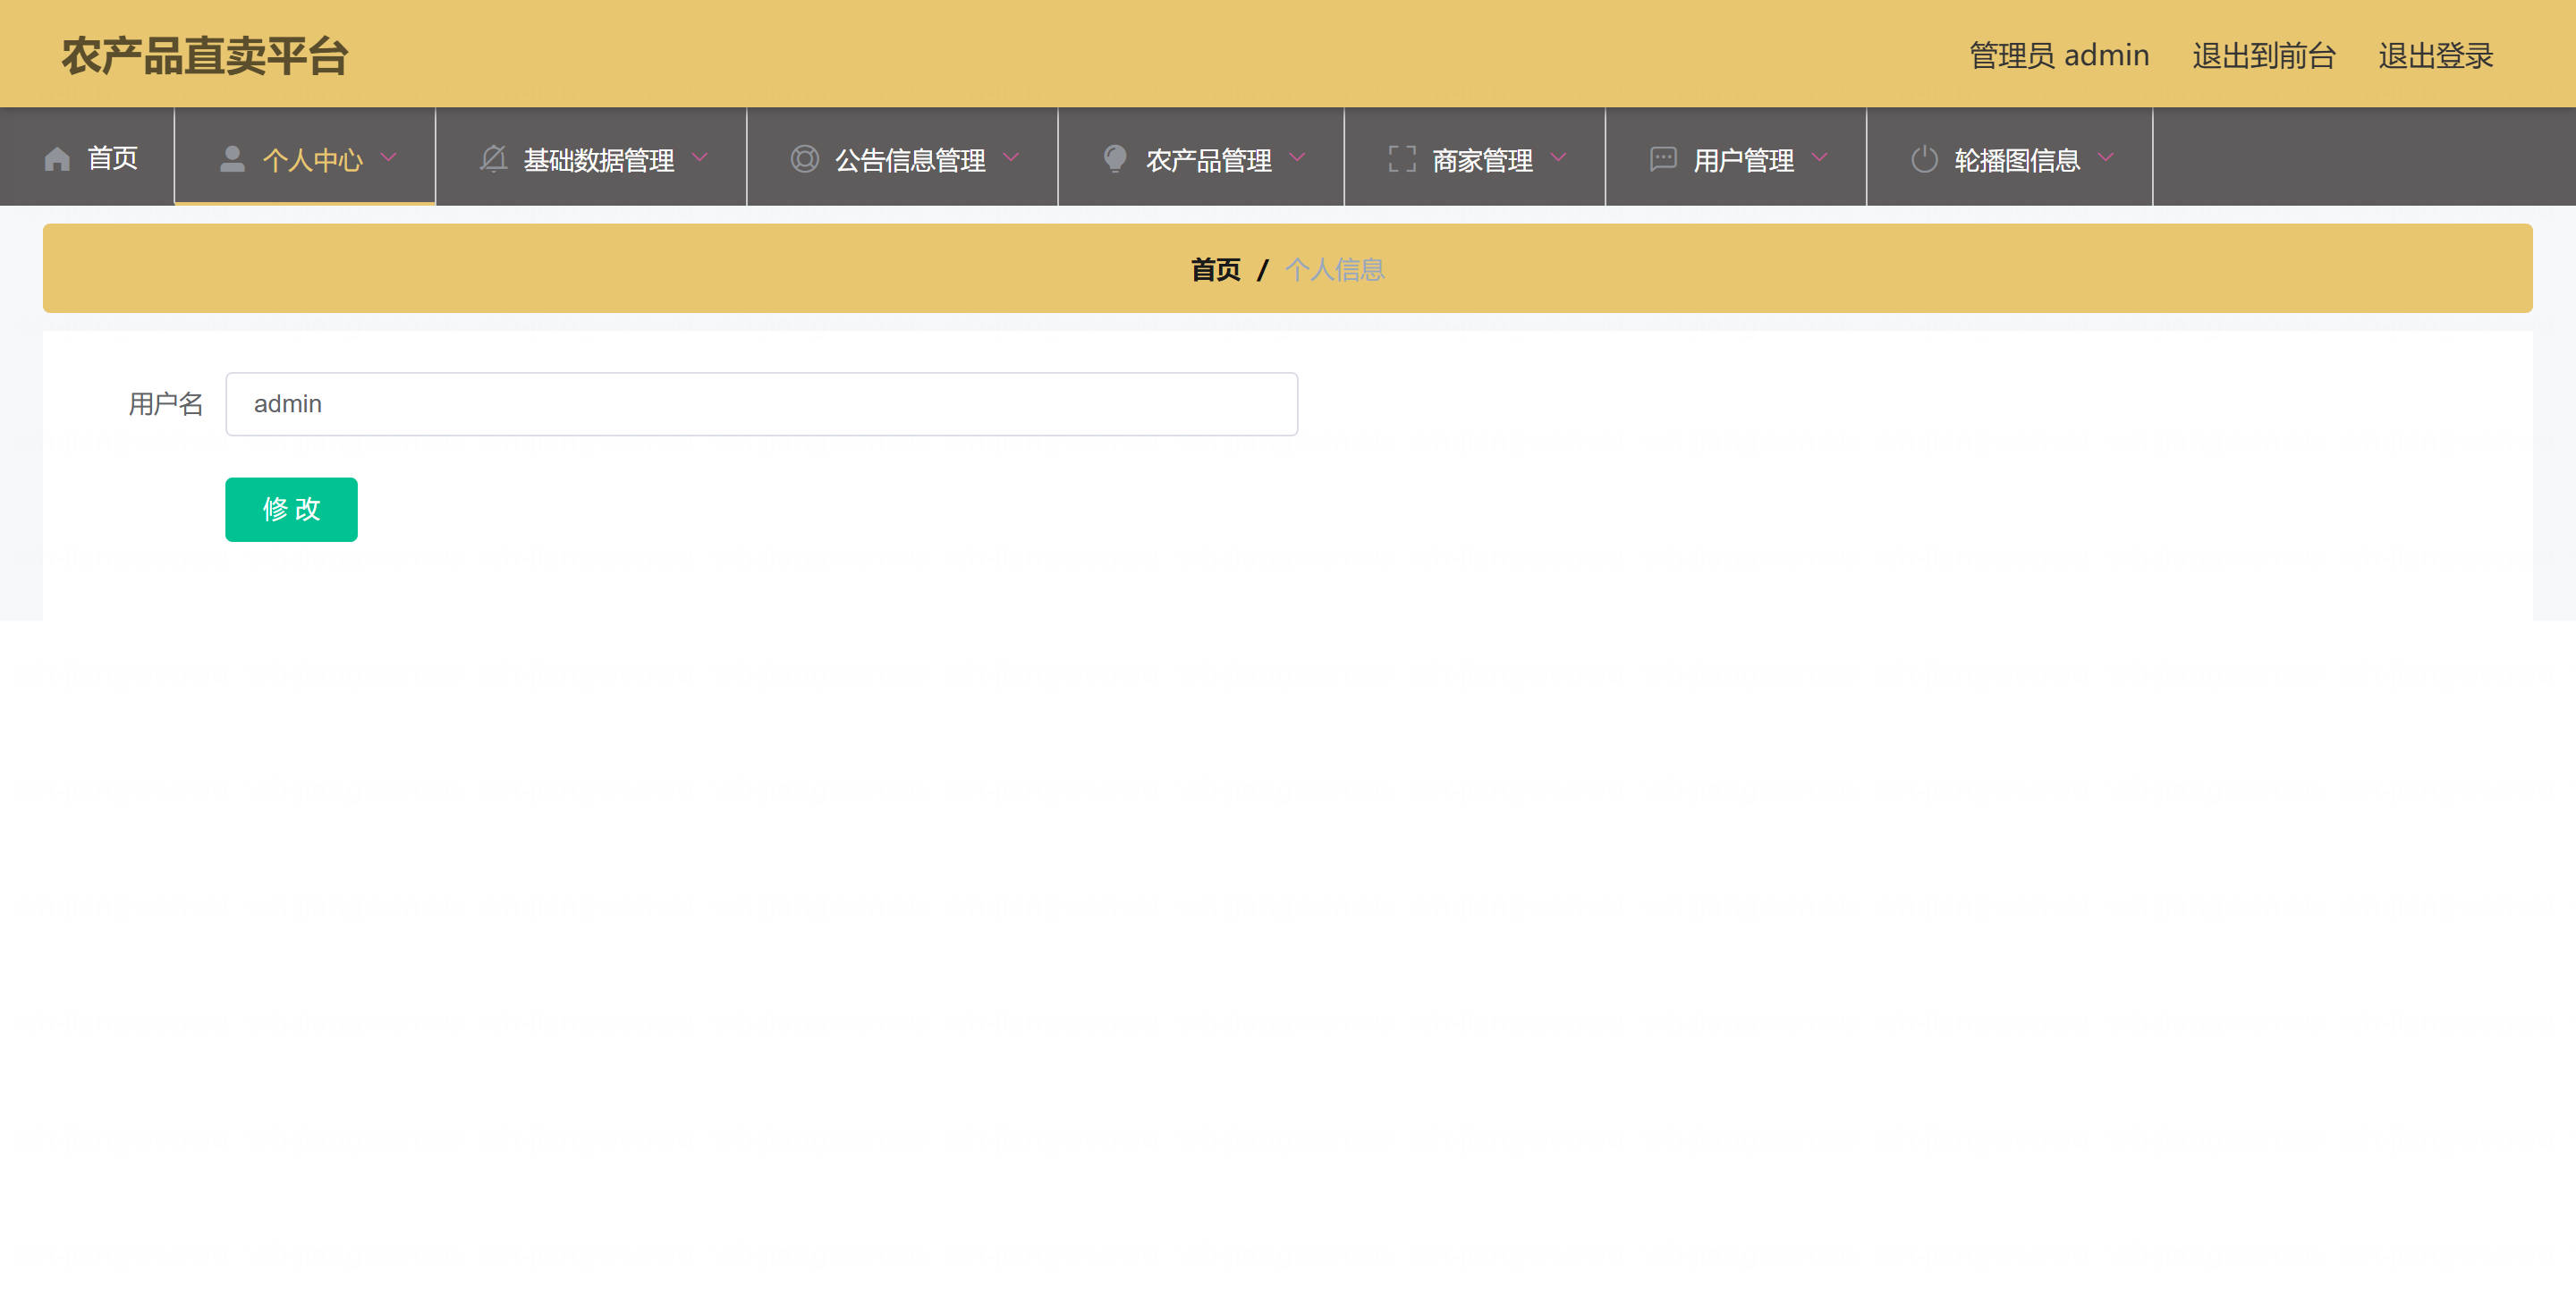 农产品直卖平台
管理员 admin 退出到前台 退出登录
首页 个人中心 基础数据管理 公告信息管理 农产品管理 商家管理 用户管理 轮播图信息
首页 / 个人信息
用户名 admin
修 改